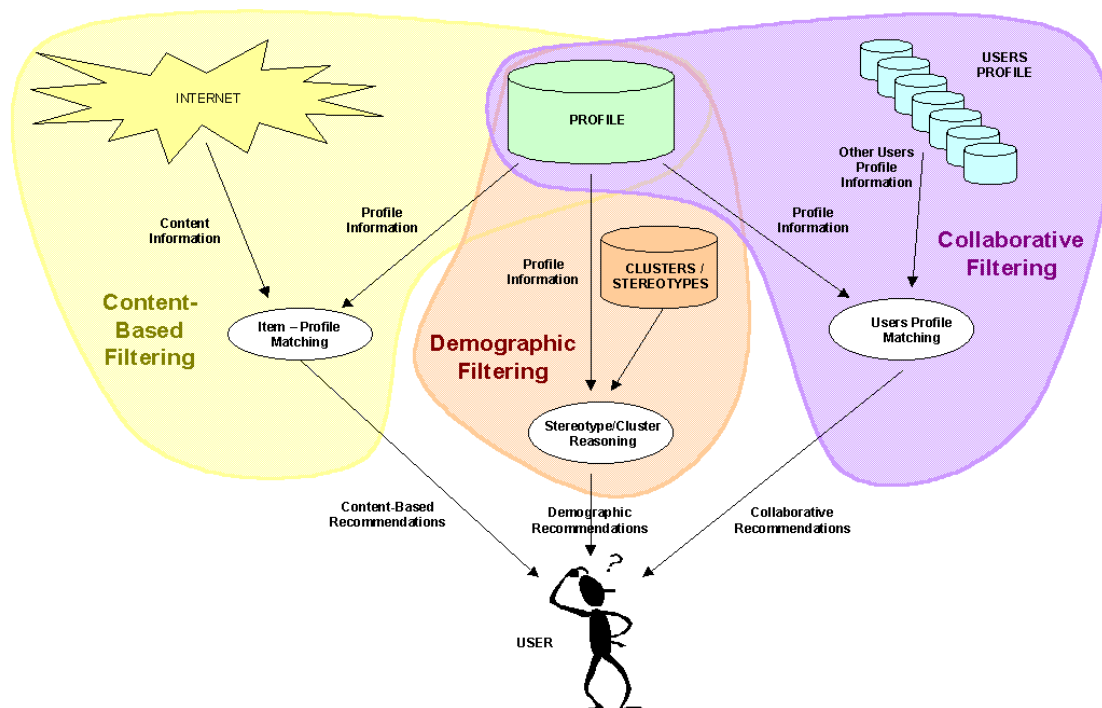 INTERNET
PROFILE
USERS
PROFILE
Other Users
Profile
Information
Content
Information
Profile
Information
Profile
Information
Profile
Information
CLUSTERS /
STEREOTYPES
Collaborative
Filtering
Content-
Based
Filtering
Item – Profile
Matching
Demographic
Filtering
Users Profile
Matching
Stereotype/Cluster
Reasoning
Content-Based
Recommendations
Demographic
Recommendations
Collaborative
Recommendations
?
USER